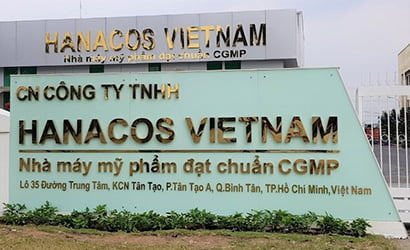 HANACOS VIETNAM
Nhà máy mỹ phẩm đạt chuẩn CGMP
CN CÔNG TY TNHH
HANACOS VIETNAM
Nhà máy mỹ phẩm đạt chuẩn CGMP
Lô 35 Đường Trung Tâm, KCN Tân Tạo, P.Tân Tạo A, Q.Bình Tân, TP.Hồ Chí Minh,Việt Nam